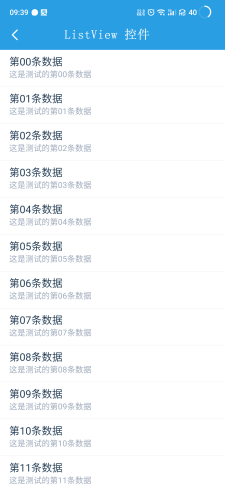 09:39
40
ListView 控件
第00条数据
这是测试的第00条数据
第01条数据
这是测试的第01条数据
第02条数据
这是测试的第02条数据
第03条数据
这是测试的第03条数据
第04条数据
这是测试的第04条数据
第05条数据
这是测试的第05条数据
第06条数据
这是测试的第06条数据
第07条数据
这是测试的第07条数据
第08条数据
这是测试的第08条数据
第09条数据
这是测试的第09条数据
第10条数据
这是测试的第10条数据
第11条数据
这是测试的第11条数据